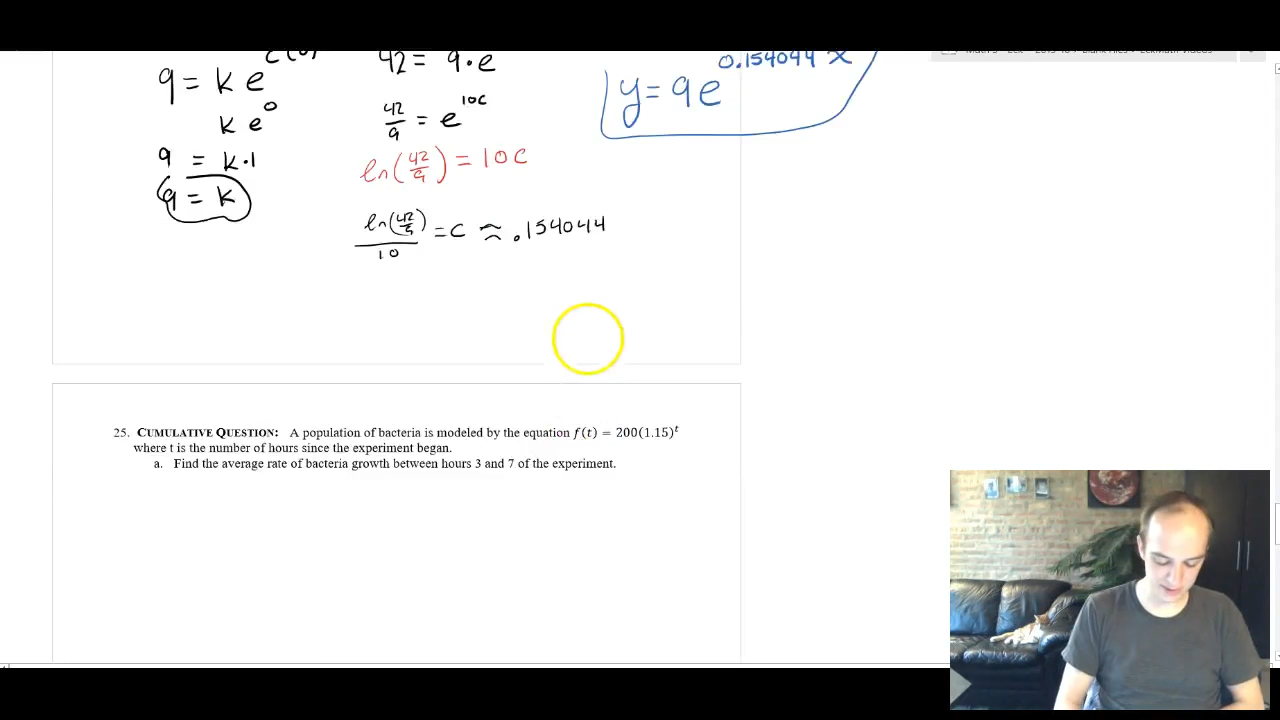 c(0)
9 = k e
k e⁰
9 = k·1
9 = k
42 = 9·e
42/9 = e^10c
ln(42/9) = 10c
ln(42/9)/10 = c ≈ .154044
y = 9e^0.154044x
25. CUMULATIVE QUESTION: A population of bacteria is modeled by the equation f(t) = 200(1.15)^t
where t is the number of hours since the experiment began.
a. Find the average rate of bacteria growth between hours 3 and 7 of the experiment.